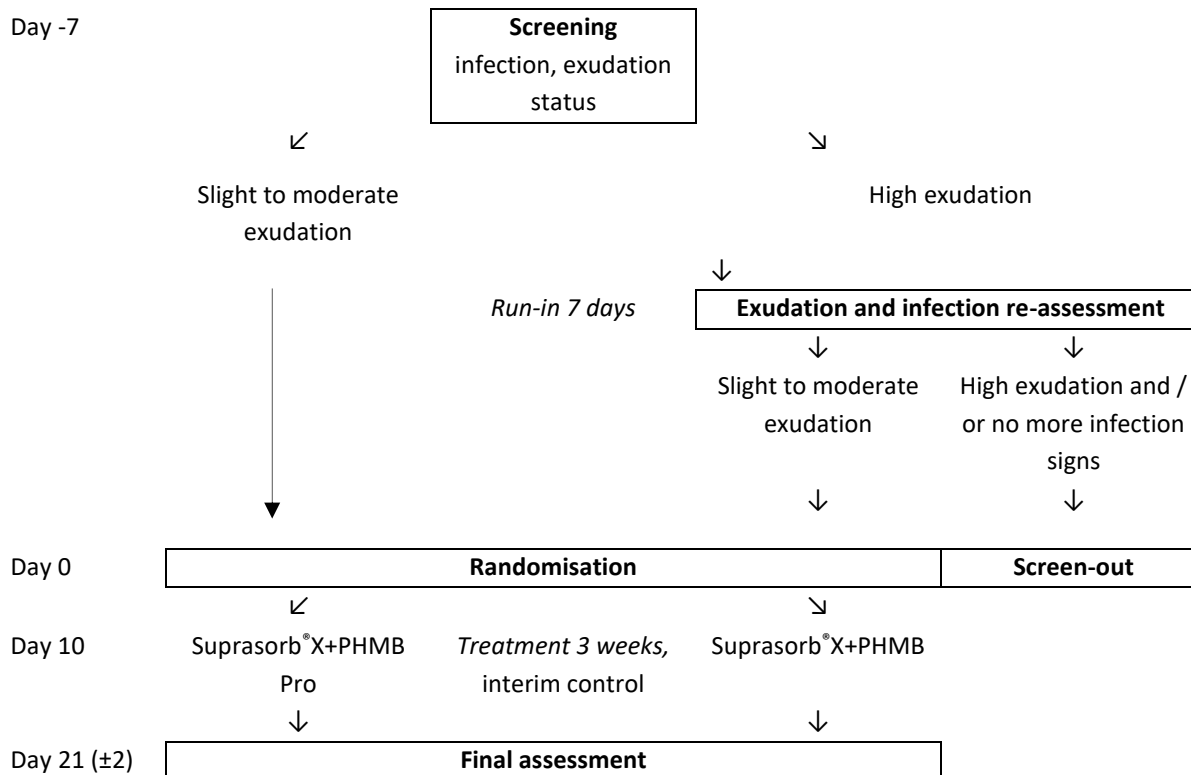 Day -7
Screening
infection, exudation
status
↙ ↘
Slight to moderate
exudation
High exudation
↓
Run-in 7 days
Exudation and infection re-assessment
↓ ↓
Slight to moderate
exudation
High exudation and /
or no more infection
signs
↓ ↓
Day 0
Randomisation
Screen-out
↙ ↘
Day 10
Suprasorb®X+PHMB
Pro
Treatment 3 weeks,
interim control
Suprasorb®X+PHMB
↓ ↓
Day 21 (±2)
Final assessment